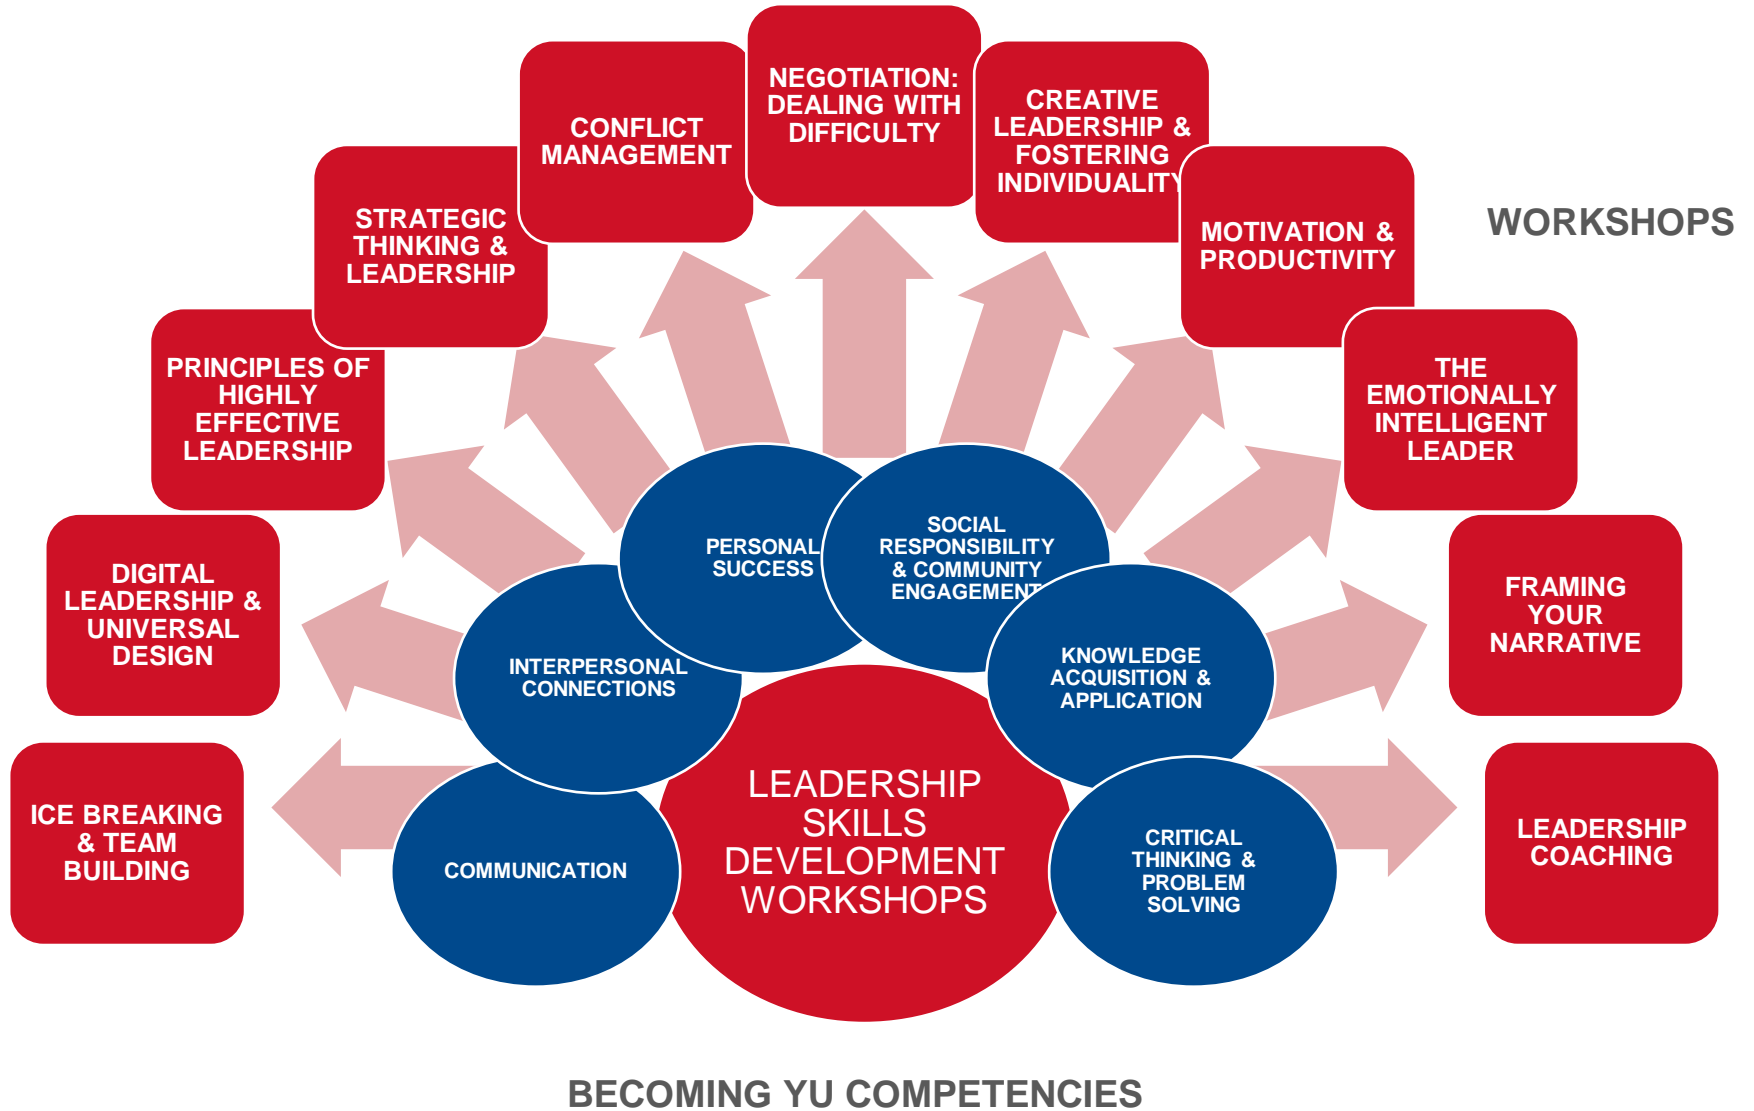 NEGOTIATION:
DEALING WITH
DIFFICULTY
CONFLICT
MANAGEMENT
CREATIVE
LEADERSHIP &
FOSTERING
INDIVIDUALITY
STRATEGIC
THINKING &
LEADERSHIP
MOTIVATION &
PRODUCTIVITY
WORKSHOPS
PRINCIPLES OF
HIGHLY
EFFECTIVE
LEADERSHIP
THE
EMOTIONALLY
INTELLIGENT
LEADER
DIGITAL
LEADERSHIP &
UNIVERSAL
DESIGN
FRAMING
YOUR
NARRATIVE
ICE BREAKING
& TEAM
BUILDING
LEADERSHIP
COACHING
PERSONAL
SUCCESS
SOCIAL
RESPONSIBILITY
& COMMUNITY
ENGAGEMENT
INTERPERSONAL
CONNECTIONS
KNOWLEDGE
ACQUISITION &
APPLICATION
COMMUNICATION
LEADERSHIP
SKILLS
DEVELOPMENT
WORKSHOPS
CRITICAL
THINKING &
PROBLEM
SOLVING
BECOMING YU COMPETENCIES